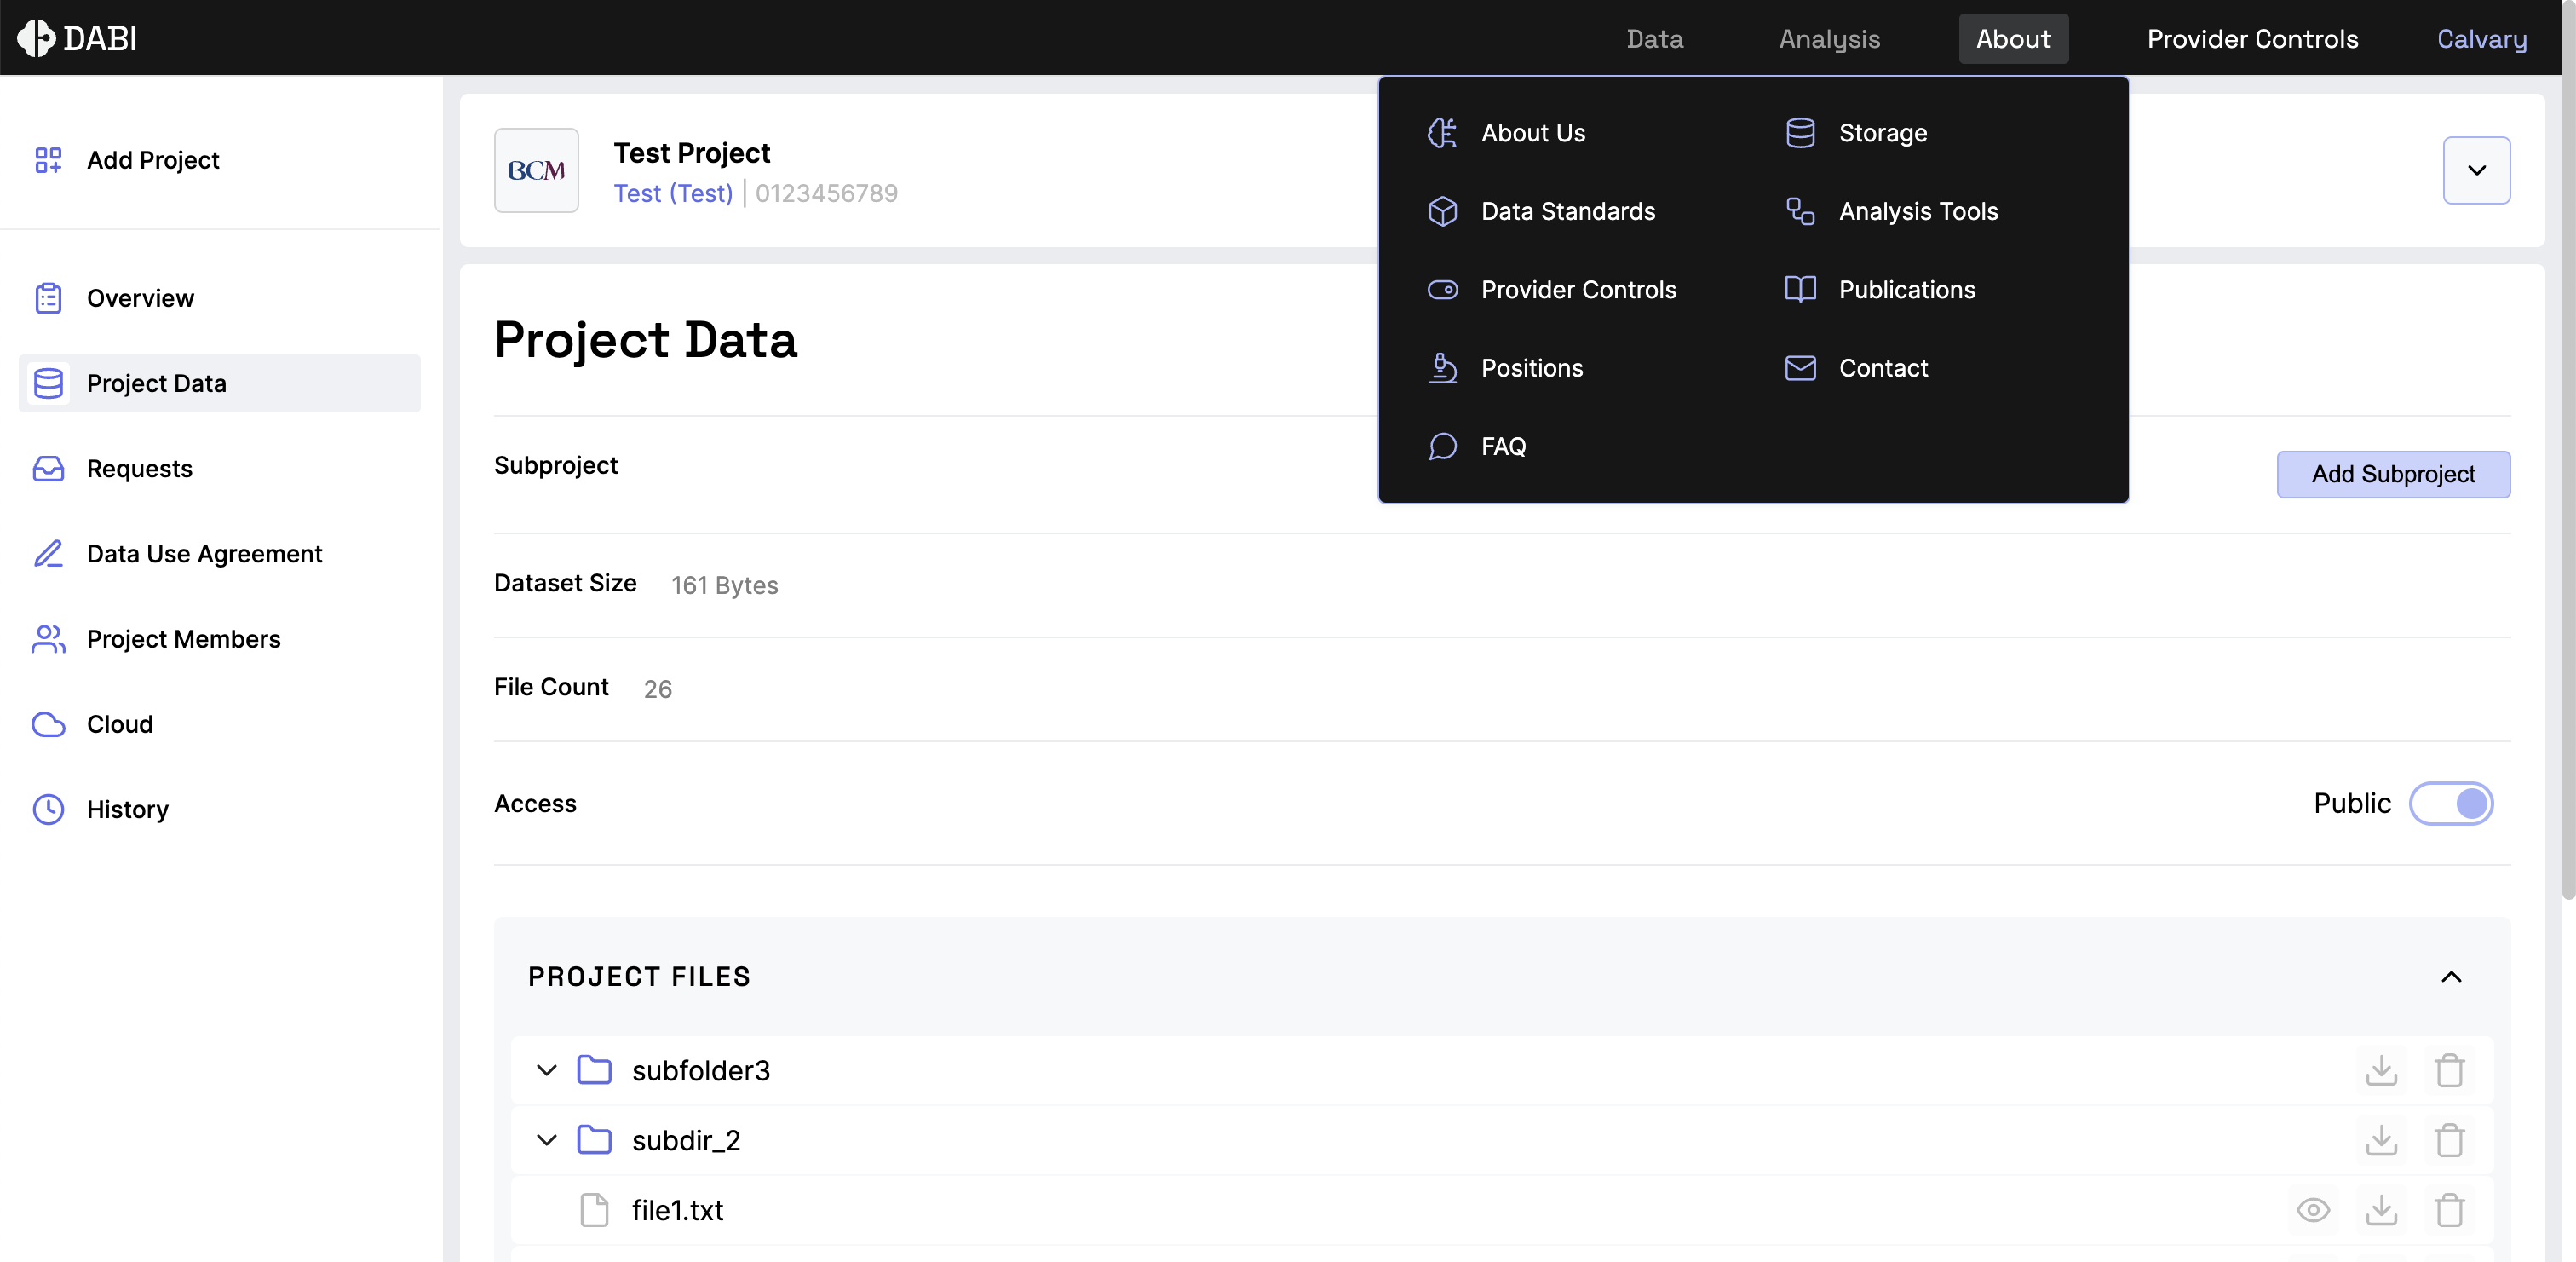 DABI
Data
Analysis
About
Provider Controls
Calvary
Add Project
Overview
Project Data
Requests
Data Use Agreement
Project Members
Cloud
History
BCM
Test Project
Test (Test) | 0123456789
About Us
Storage
Data Standards
Analysis Tools
Provider Controls
Publications
Positions
Contact
FAQ
Project Data
Subproject
Add Subproject
Dataset Size 161 Bytes
File Count 26
Access
Public
PROJECT FILES
subfolder3
subdir_2
file1.txt